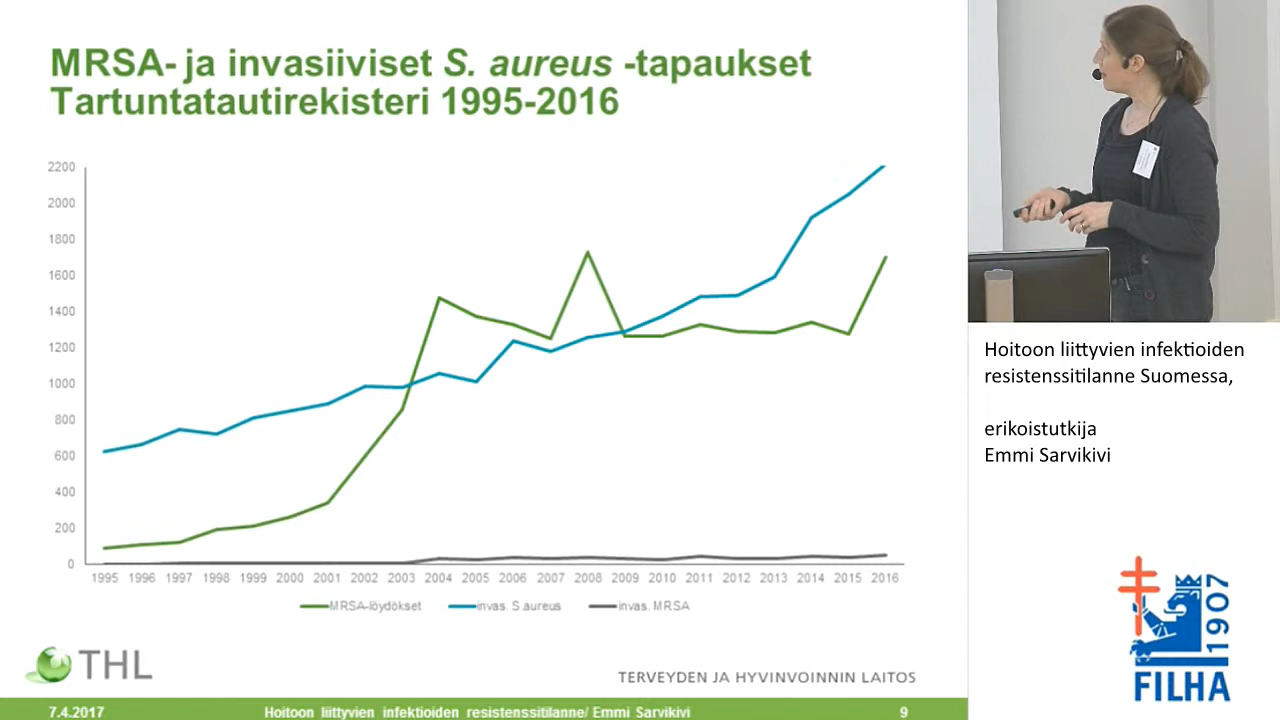 MRSA- ja invasiiviset S. aureus -tapaukset
Tartuntatautirekisteri 1995-2016
2200
2000
1800
1600
1400
1200
1000
800
600
400
200
0
1995 1996 1997 1998 1999 2000 2001 2002 2003 2004 2005 2006 2007 2008 2009 2010 2011 2012 2013 2014 2015 2016
MRSA-löydökset invas. S.aureus invas. MRSA
THL
TERVEYDEN JA HYVINVOINNIN LAITOS
7.4.2017 Hoitoon liittyvien infektioiden resistenssitilanne/ Emmi Sarvikivi 9
Hoitoon liittyvien infektioiden
resistenssitilanne Suomessa,
erikoistutkija
Emmi Sarvikivi
1907
FILHA